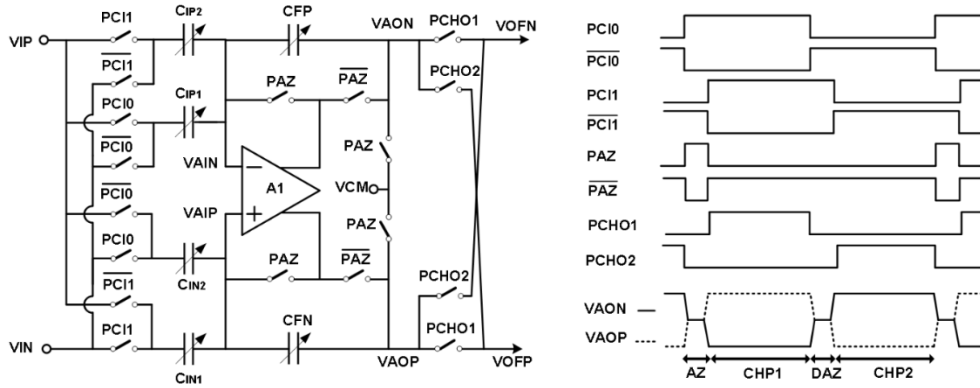 PCI1
CIP2
CFP
VAON
PCHO1
VOFN
VIP
PCI1
PAZ
PAZ
PCHO2
PCI0
CIP1
PCI0
VAIN
PAZ
A1
VCM
PCI0
VAIP
PAZ
PCI0
CIN2
PAZ
PAZ
PCHO2
PCI1
CFN
PCHO1
VIN
PCI1
CIN1
VAOP
VOFP
PCI0
PCI0
PCI1
PCI1
PAZ
PAZ
PCHO1
PCHO2
VAON
VAOP
AZ CHP1 DAZ CHP2